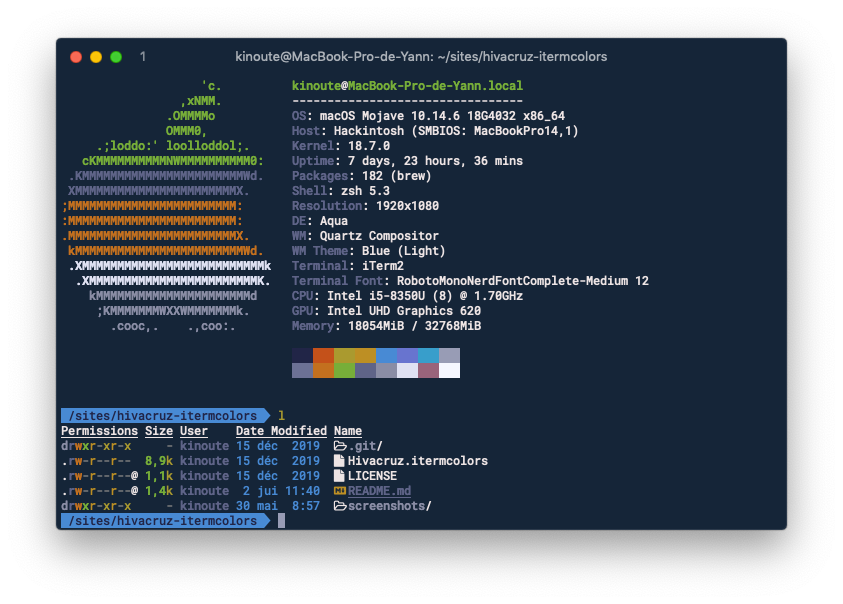 1 kinoute@MacBook-Pro-de-Yann: ~/sites/hivacruz-itermcolors
'c. kinoute@MacBook-Pro-de-Yann.local
,xNMM. --------------------------------
.OMMMMo OS: macOS Mojave 10.14.6 18G4032 x86_64
OMMM0, Host: Hackintosh (SMBIOS: MacBookPro14,1)
.;loddo:' loolloddol;. Kernel: 18.7.0
cKMMMMMMMMMMNWMMMMMMMMMM0: Uptime: 7 days, 23 hours, 36 mins
.KMMMMMMMMMMMMMMMMMMMMMMMWd. Packages: 182 (brew)
XMMMMMMMMMMMMMMMMMMMMMMMX. Shell: zsh 5.3
;MMMMMMMMMMMMMMMMMMMMMMMM: Resolution: 1920x1080
:MMMMMMMMMMMMMMMMMMMMMMMM: DE: Aqua
.MMMMMMMMMMMMMMMMMMMMMMMMX. WM: Quartz Compositor
kMMMMMMMMMMMMMMMMMMMMMMMMWd. WM Theme: Blue (Light)
.XMMMMMMMMMMMMMMMMMMMMMMMMMMk Terminal: iTerm2
.XMMMMMMMMMMMMMMMMMMMMMMMMK. Terminal Font: RobotoMonoNerdFontComplete-Medium 12
kMMMMMMMMMMMMMMMMMMMMMMd CPU: Intel i5-8350U (8) @ 1.70GHz
;KMMMMMMMWXXWMMMMMMMk. GPU: Intel UHD Graphics 620
.cooc,. .,coo:. Memory: 18054MiB / 32768MiB
/sites/hivacruz-itermcolors l
Permissions Size User Date Modified Name
drwxr-xr-x - kinoute 15 déc 2019 .git/
.rw-r--r-- 8,9k kinoute 15 déc 2019 Hivacruz.itermcolors
.rw-r--r--@ 1,1k kinoute 15 déc 2019 LICENSE
.rw-r--r--@ 1,4k kinoute 2 jui 11:40 README.md
drwxr-xr-x - kinoute 30 mai 8:57 screenshots/
/sites/hivacruz-itermcolors